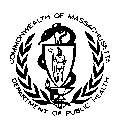 COMMONWEALTH OF MASSACHUSETTS
DEPARTMENT OF PUBLIC HEALTH